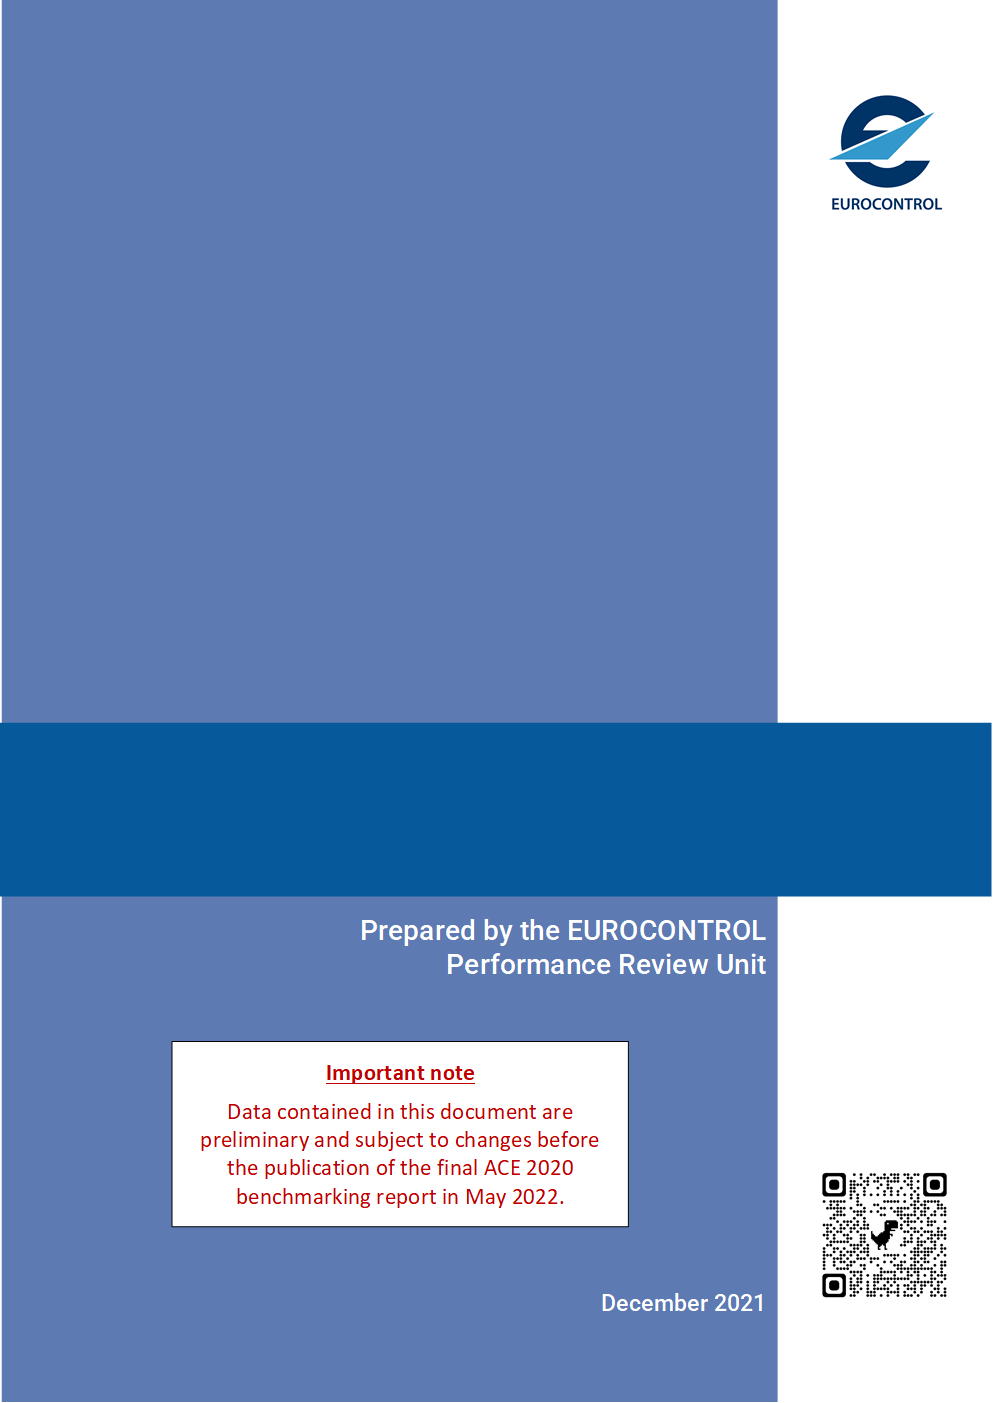 EUROCONTROL
Prepared by the EUROCONTROL
Performance Review Unit
Important note
Data contained in this document are
preliminary and subject to changes before
the publication of the final ACE 2020
benchmarking report in May 2022.
December 2021